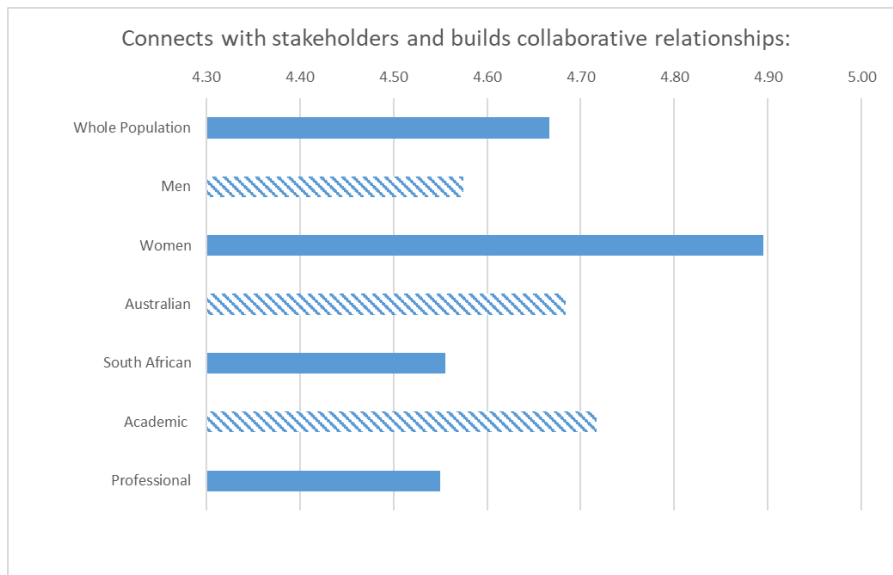 Connects with stakeholders and builds collaborative relationships:
4.30 4.40 4.50 4.60 4.70 4.80 4.90 5.00
Whole Population
Men
Women
Australian
South African
Academic
Professional